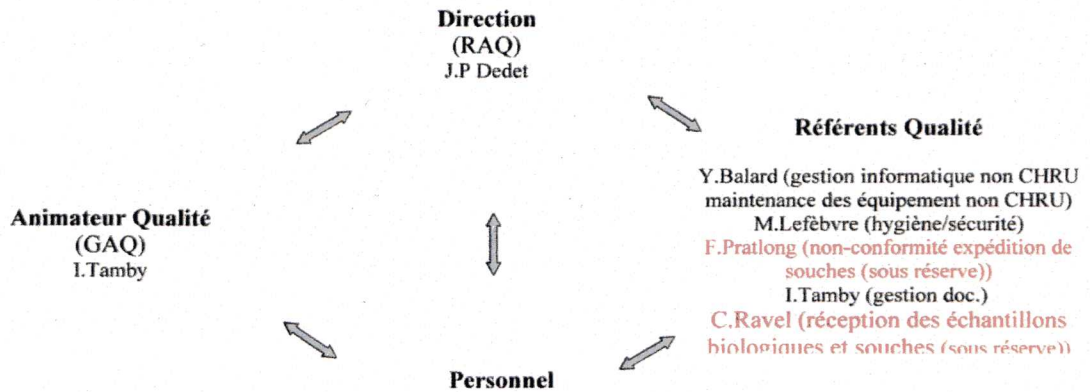 Direction
(RAQ)
J.P Dedet
Référents Qualité
Y.Balard (gestion informatique non CHRU
maintenance des équipement non CHRU)
M.Lefèbvre (hygiène/sécurité)
F.Pratlong (non-conformité expédition de
souches (sous réserve))
I.Tamby (gestion doc.)
C.Ravel (réception des échantillons
biologiques et souches (sous réserve))
Animateur Qualité
(GAQ)
I.Tamby
Personnel